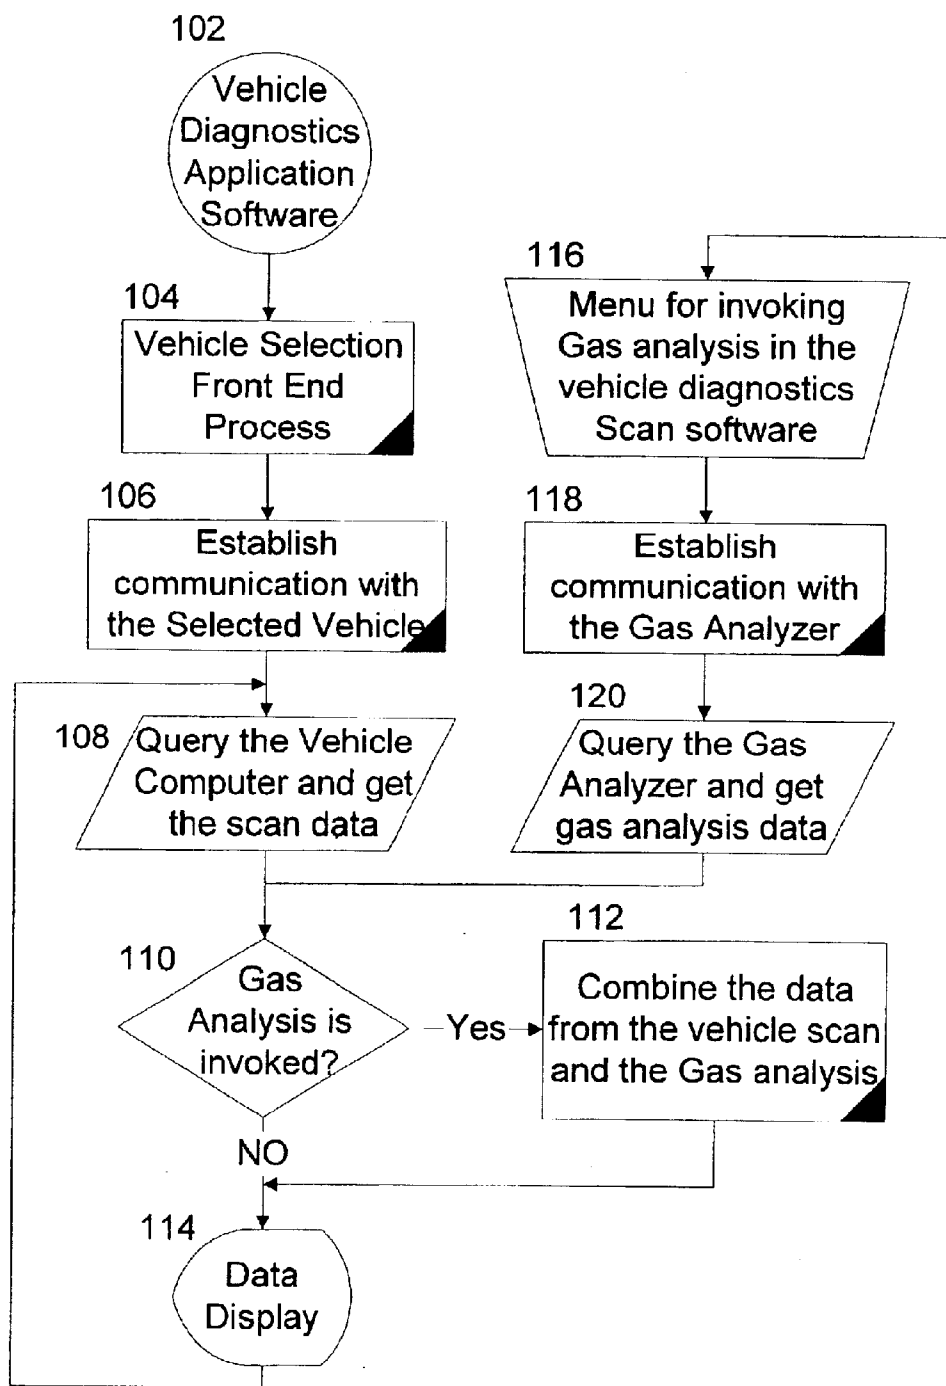 102
Vehicle
Diagnostics
Application
Software
104
Vehicle Selection
Front End
Process
106
Establish
communication with
the Selected Vehicle
108
Query the Vehicle
Computer and get
the scan data
110
Gas
Analysis is
invoked?
Yes
NO
112
Combine the data
from the vehicle scan
and the Gas analysis
114
Data
Display
116
Menu for invoking
Gas analysis in the
vehicle diagnostics
Scan software
118
Establish
communication with
the Gas Analyzer
120
Query the Gas
Analyzer and get
gas analysis data